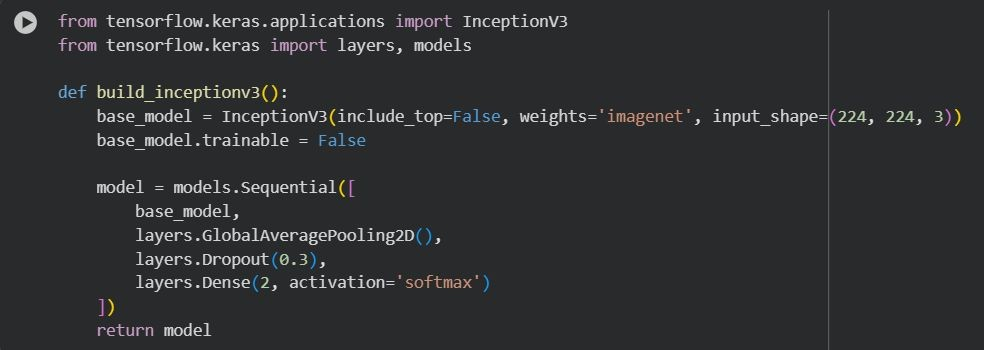 from tensorflow.keras.applications import InceptionV3
from tensorflow.keras import layers, models

def build_inceptionv3():
    base_model = InceptionV3(include_top=False, weights='imagenet', input_shape=(224, 224, 3))
    base_model.trainable = False

    model = models.Sequential([
        base_model,
        layers.GlobalAveragePooling2D(),
        layers.Dropout(0.3),
        layers.Dense(2, activation='softmax')
    ])
    return model